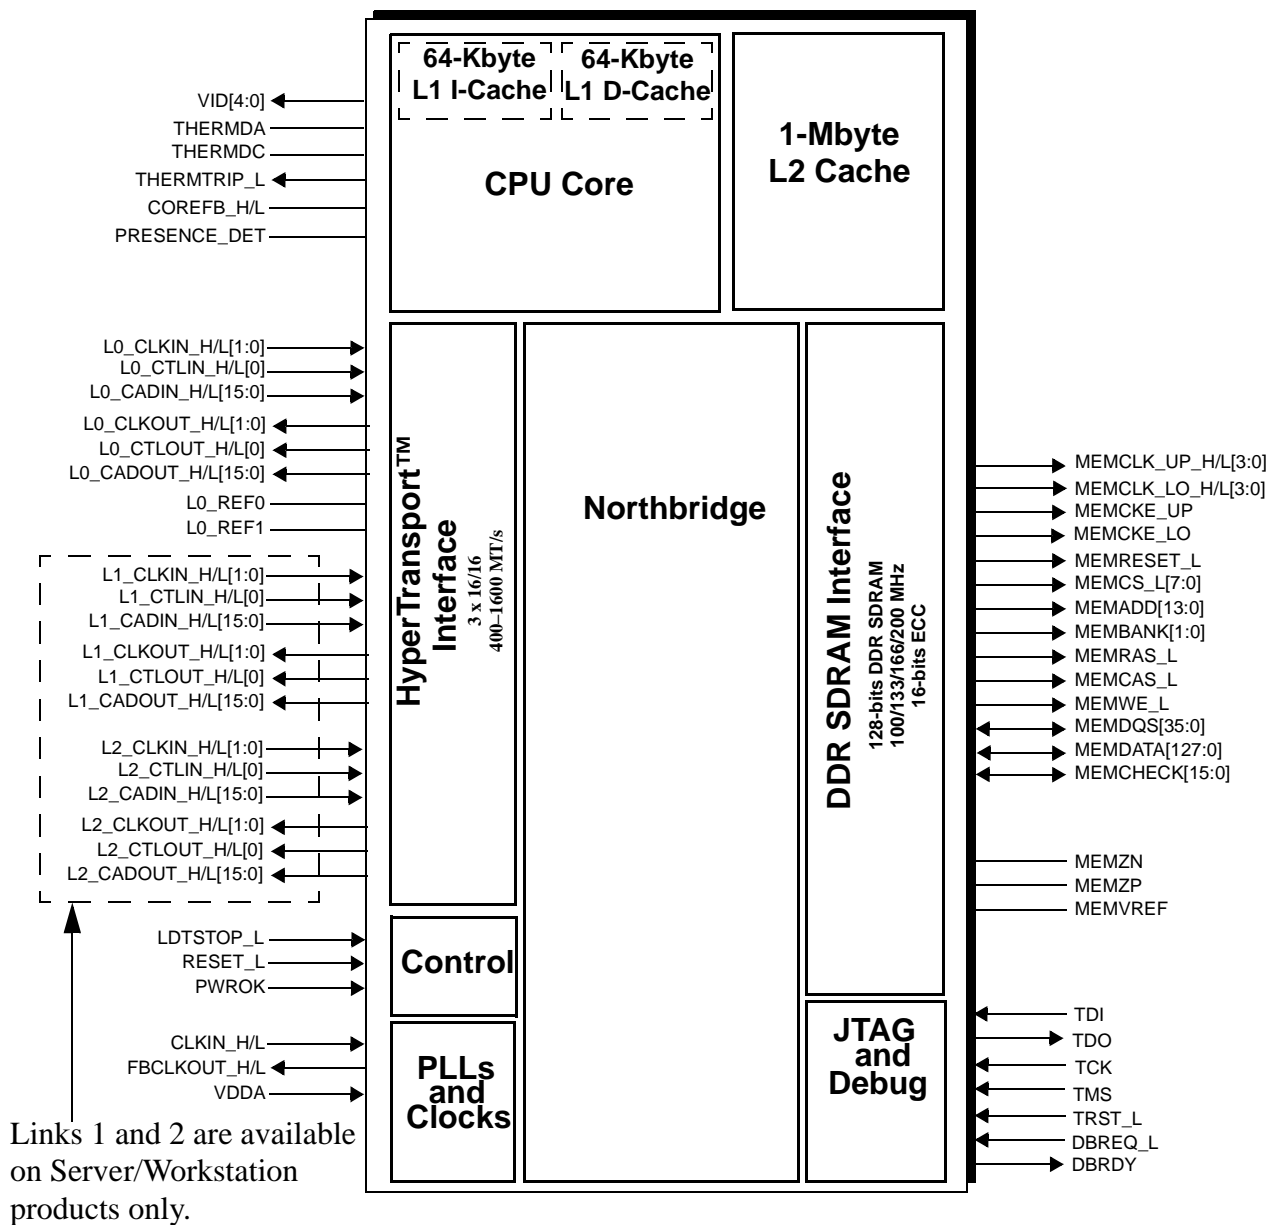 64-Kbyte
L1 I-Cache
64-Kbyte
L1 D-Cache
CPU Core
1-Mbyte
L2 Cache
VID[4:0]
THERMDA
THERMDC
THERMTRIP_L
COREFB_H/L
PRESENCE_DET
L0_CLKIN_H/L[1:0]
L0_CTLIN_H/L[0]
L0_CADIN_H/L[15:0]
L0_CLKOUT_H/L[1:0]
L0_CTLOUT_H/L[0]
L0_CADOUT_H/L[15:0]
L0_REF0
L0_REF1
L1_CLKIN_H/L[1:0]
L1_CTLIN_H/L[0]
L1_CADIN_H/L[15:0]
L1_CLKOUT_H/L[1:0]
L1_CTLOUT_H/L[0]
L1_CADOUT_H/L[15:0]
L2_CLKIN_H/L[1:0]
L2_CTLIN_H/L[0]
L2_CADIN_H/L[15:0]
L2_CLKOUT_H/L[1:0]
L2_CTLOUT_H/L[0]
L2_CADOUT_H/L[15:0]
LDTSTOP_L
RESET_L
PWROK
CLKIN_H/L
FBCLKOUT_H/L
VDDA
Links 1 and 2 are available
on Server/Workstation
products only.
HyperTransport™
Interface
3 x 16/16
400–1600 MT/s
Control
PLLs
and
Clocks
Northbridge
DDR SDRAM Interface
128-bits DDR SDRAM
100/133/166/200 MHz
16-bits ECC
JTAG
and
Debug
MEMCLK_UP_H/L[3:0]
MEMCLK_LO_H/L[3:0]
MEMCKE_UP
MEMCKE_LO
MEMRESET_L
MEMCS_L[7:0]
MEMADD[13:0]
MEMBANK[1:0]
MEMRAS_L
MEMCAS_L
MEMWE_L
MEMDQS[35:0]
MEMDATA[127:0]
MEMCHECK[15:0]
MEMZN
MEMZP
MEMVREF
TDI
TDO
TCK
TMS
TRST_L
DBREQ_L
DBRDY